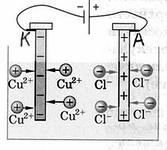 - +
К А
Cu²⁺ Cu²⁺ Cl⁻ Cl⁻
Cu²⁺ Cu²⁺ Cl⁻ Cl⁻